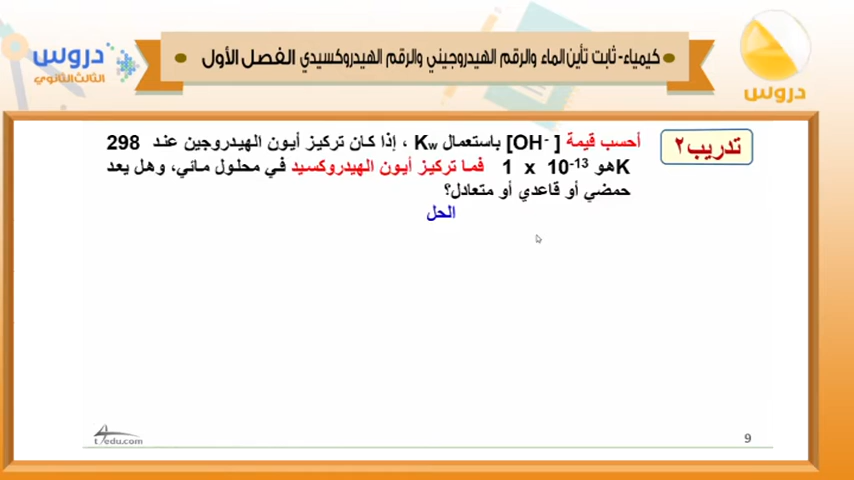 كيمياء- ثابت تأين الماء والرقم الهيدروجيني والرقم الهيدروكسيدي الفصل الأول
دروس
الثالث الثانوي
دروس
تدريب٢
أحسب قيمة [ OH-] باستعمال Kw ، إذا كان تركيز أيون الهيدروجين عند 298
K هو 1 x 10-13 فما تركيز أيون الهيدروكسيد في محلول مائي، وهل يعد
حمضي أو قاعدي أو متعادل؟
الحل
t4edu.com
9